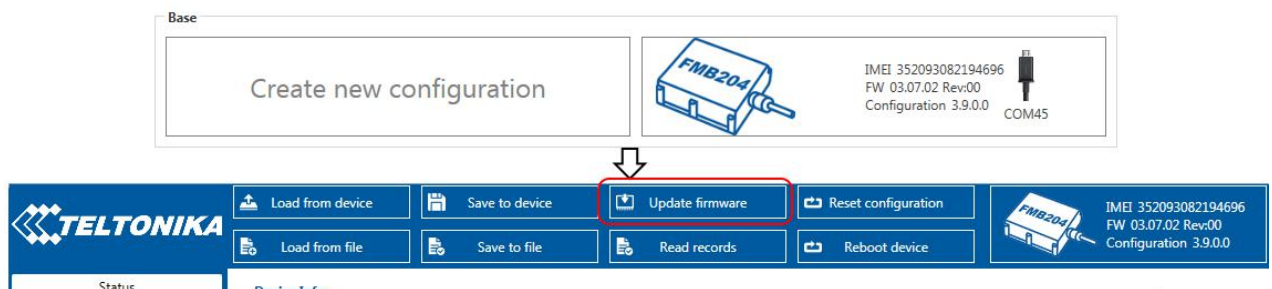 Base
Create new configuration
FMB204
IMEI 352093082194696
FW 03.07.02 Rev:00
Configuration 3.9.0.0
COM45
TELTONIKA
Load from device
Save to device
Update firmware
Reset configuration
Load from file
Save to file
Read records
Reboot device
FMB204
IMEI 352093082194696
FW 03.07.02 Rev:00
Configuration 3.9.0.0
Status